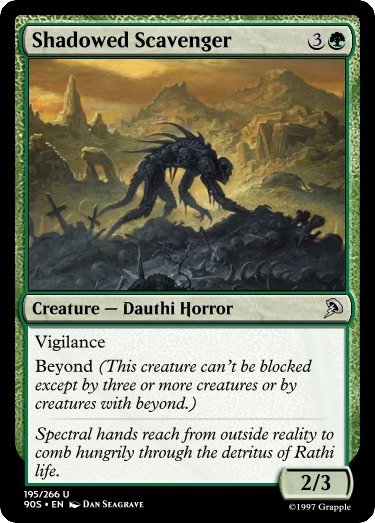 Shadowed Scavenger 3
Creature — Dauthi Horror
Vigilance
Beyond (This creature can't be blocked
except by three or more creatures or by
creatures with beyond.)
Spectral hands reach from outside reality to
comb hungrily through the detritus of Rathi
life.
2/3
195/266 U
90S • EN Dan Seagrave
©1997 Grapple